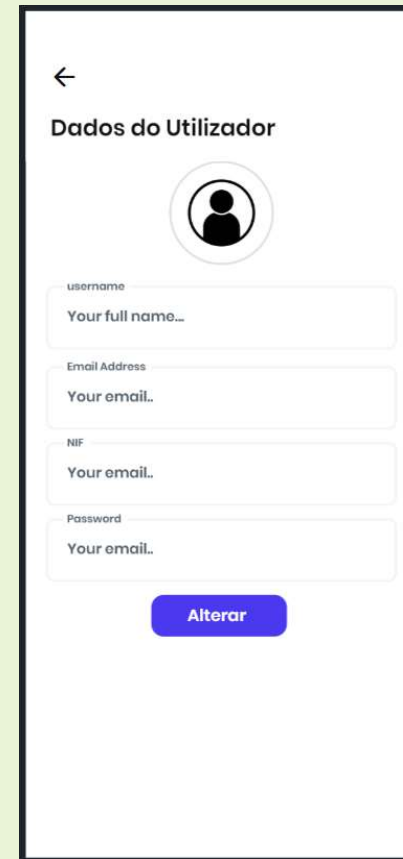 Dados do Utilizador
username
Your full name...
Email Address
Your email..
NIF
Your email..
Password
Your email..
Alterar